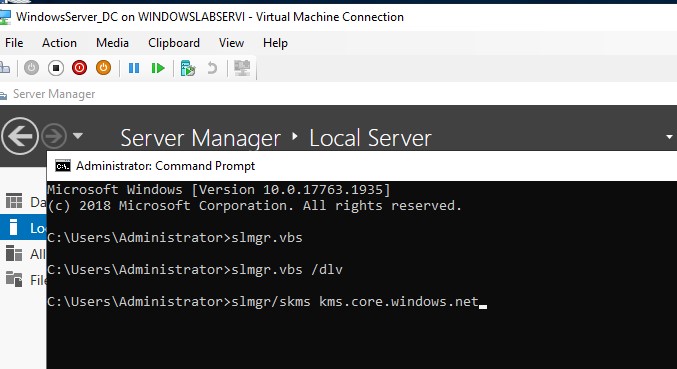 WindowsServer_DC on WINDOWSLABSERVI - Virtual Machine Connection
File Action Media Clipboard View Help
Server Manager
Server Manager Local Server
Administrator: Command Prompt
Microsoft Windows [Version 10.0.17763.1935]
(c) 2018 Microsoft Corporation. All rights reserved.
Da
C:\Users\Administrator>slmgr.vbs
Lo
All
C:\Users\Administrator>slmgr.vbs /dlv
File
C:\Users\Administrator>slmgr/skms kms.core.windows.net